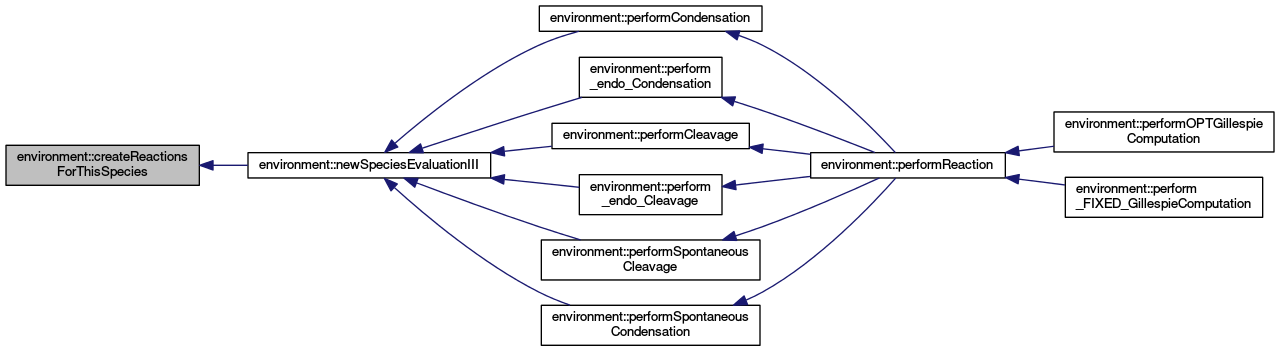 environment::createReactions
ForThisSpecies
environment::newSpeciesEvaluationIII
environment::performCondensation
environment::perform
_endo_Condensation
environment::performCleavage
environment::perform
_endo_Cleavage
environment::performSpontaneous
Cleavage
environment::performSpontaneous
Condensation
environment::performReaction
environment::performOPTGillespie
Computation
environment::perform
_FIXED_GillespieComputation